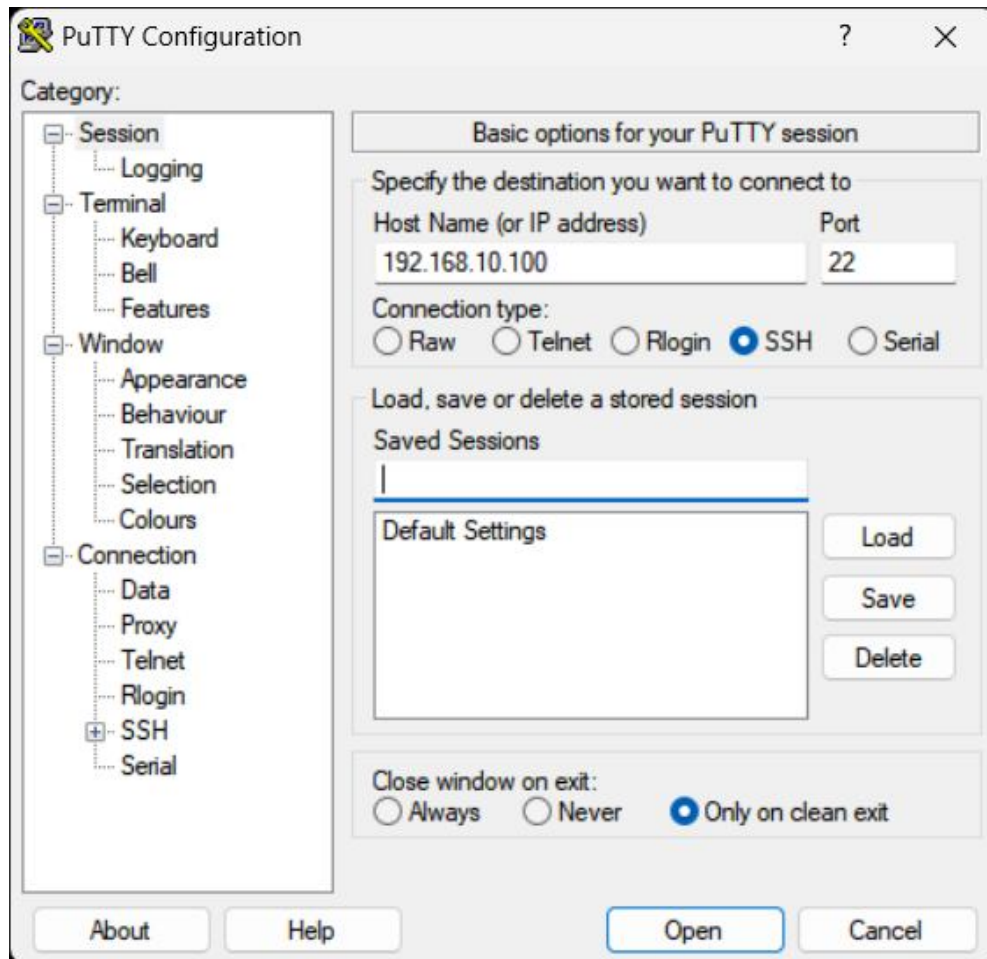 PuTTY Configuration
?
Category:
Session
Logging
Terminal
Keyboard
Bell
Features
Window
Appearance
Behaviour
Translation
Selection
Colours
Connection
Data
Proxy
Telnet
Rlogin
SSH
Serial
Basic options for your PuTTY session
Specify the destination you want to connect to
Host Name (or IP address) Port
192.168.10.100 22
Connection type:
Raw Telnet Rlogin SSH Serial
Load, save or delete a stored session
Saved Sessions
Default Settings
Load
Save
Delete
Close window on exit:
Always Never Only on clean exit
About Help Open Cancel